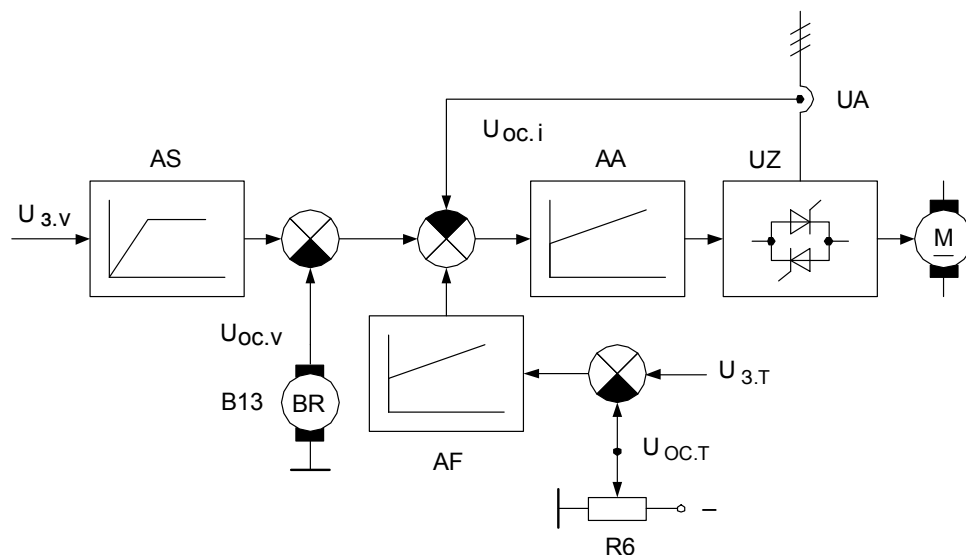 UA
U oc.i
AS
AA
UZ
U 3.v
M
U oc.v
B13
BR
U 3.T
AF
U OC.T
R6